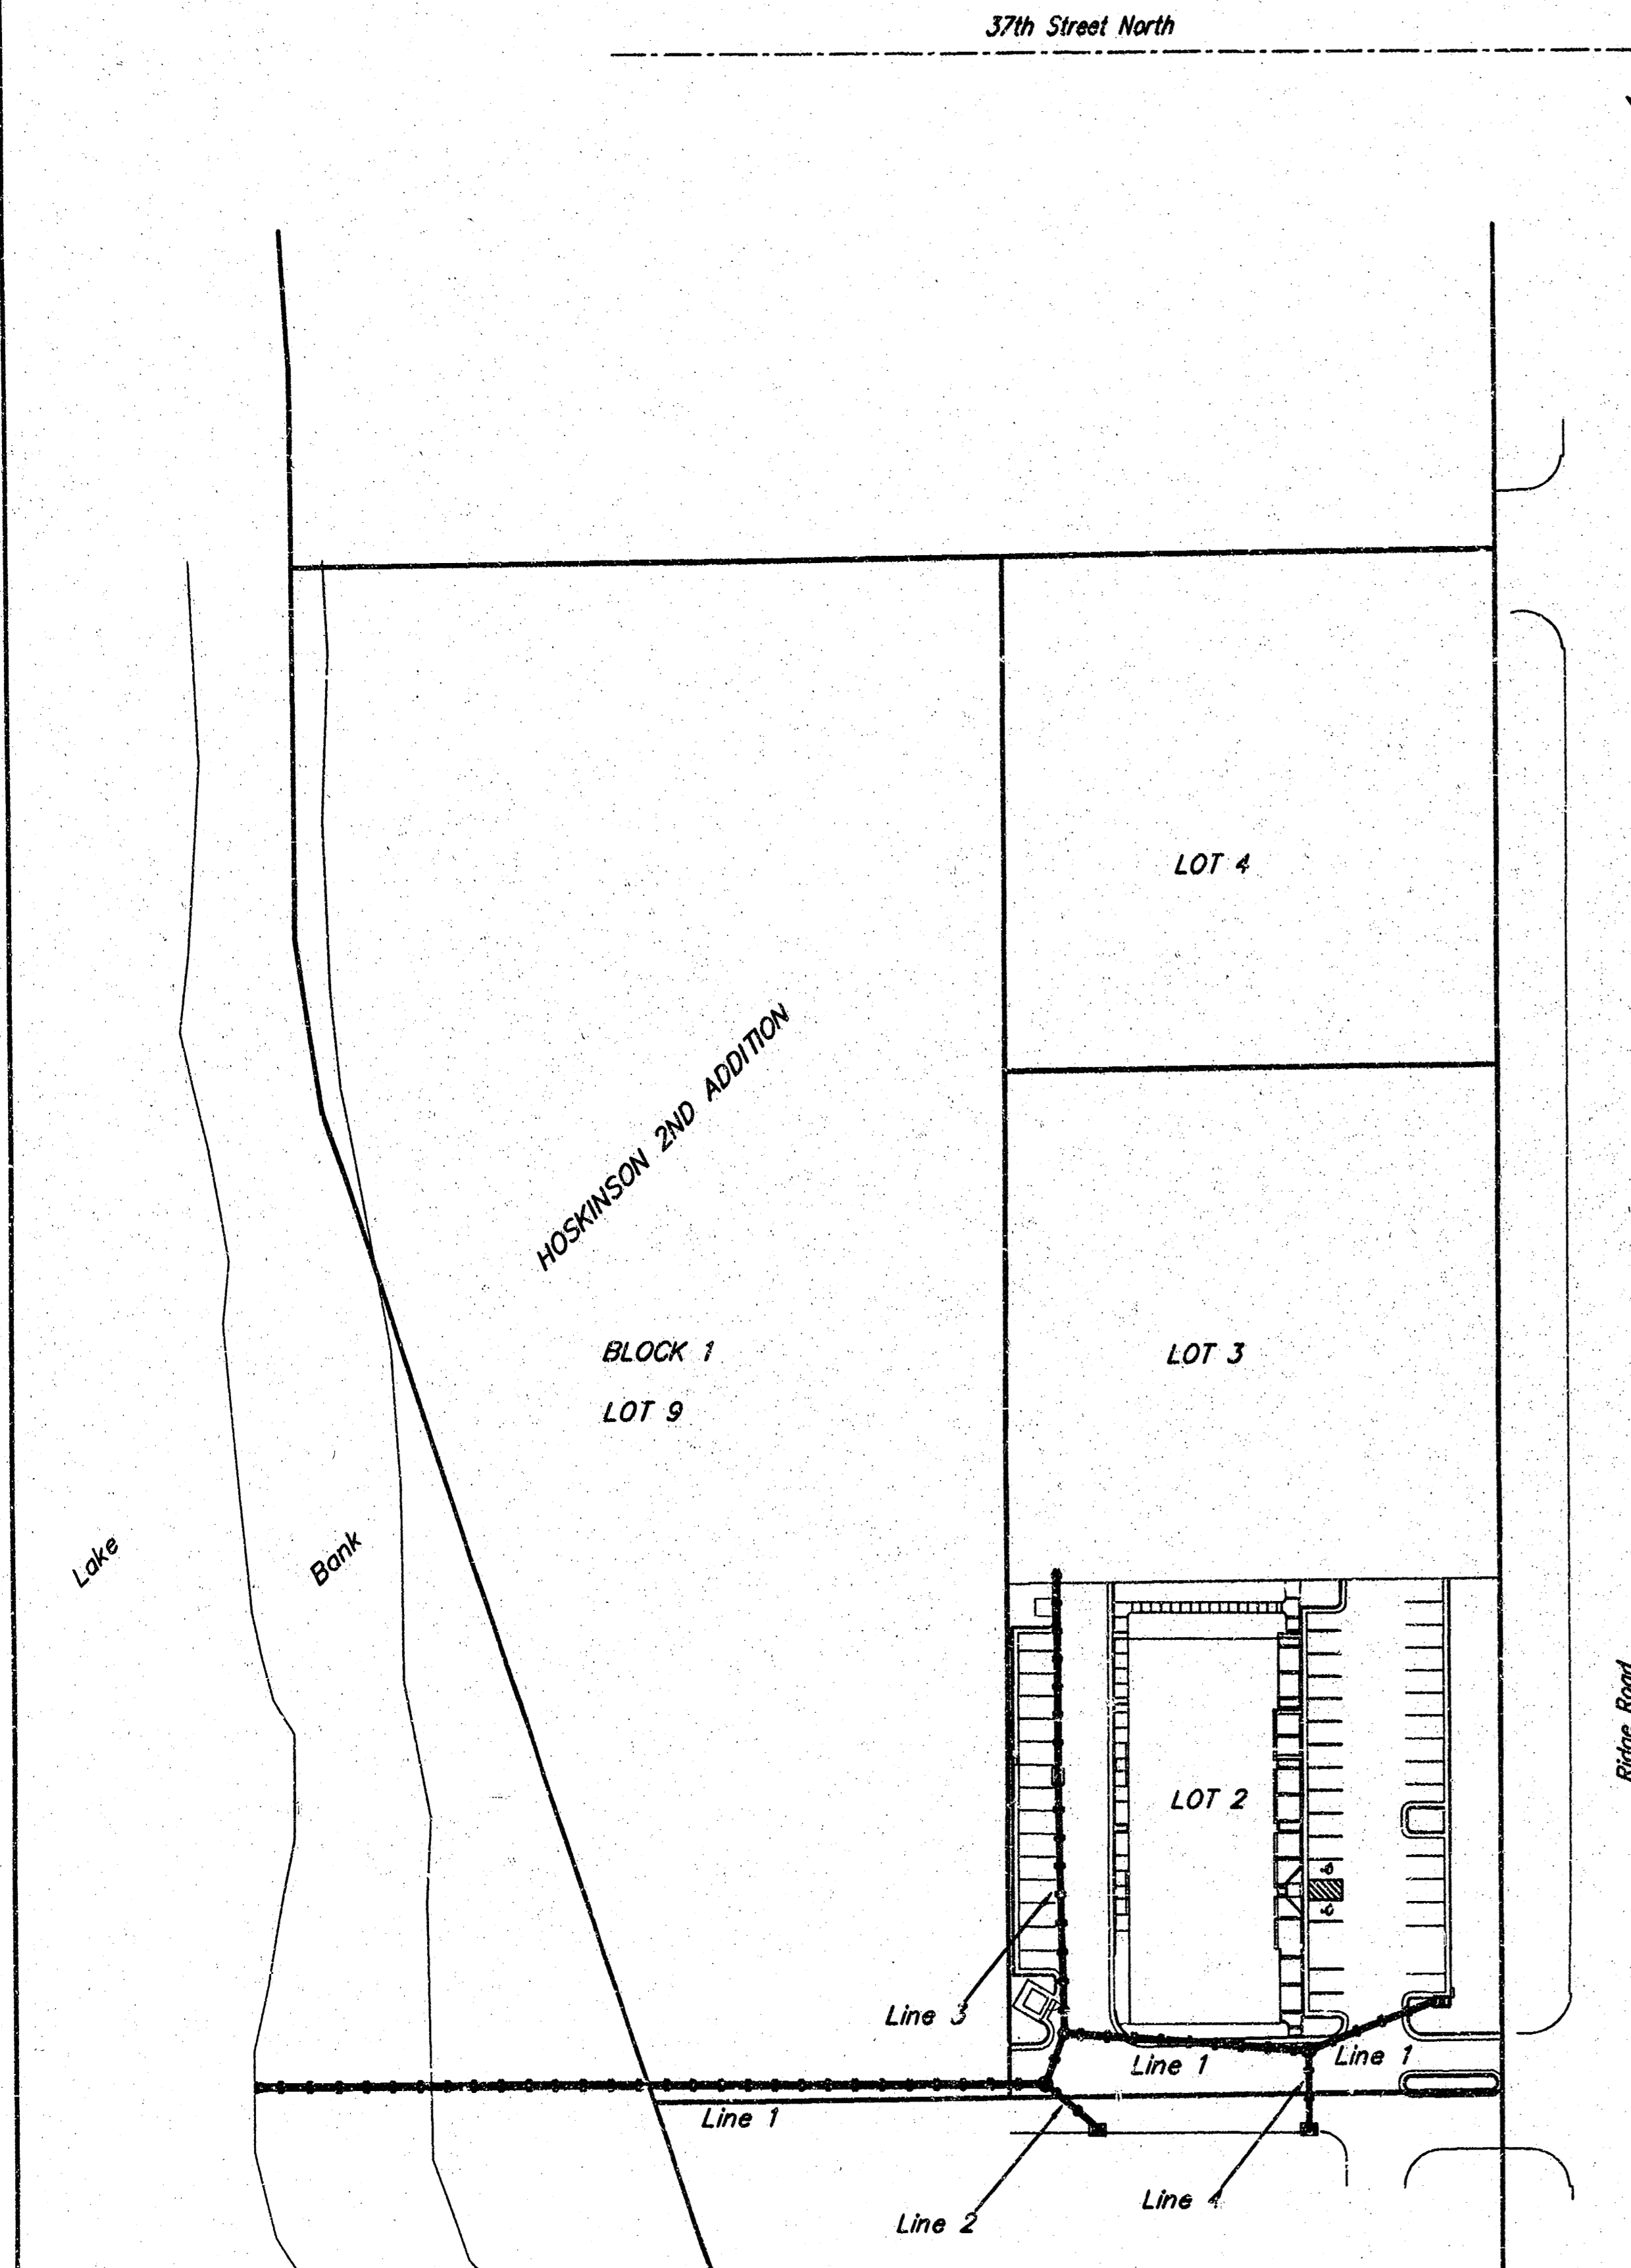 37th Street North
LOT 4
HOSKINSON 2ND ADDITION
BLOCK 1
LOT 3
LOT 9
Lake
Bank
Ridge Road
LOT 2
Line 3
Line 1
Line 1
Line 1
Line 4
Line 2